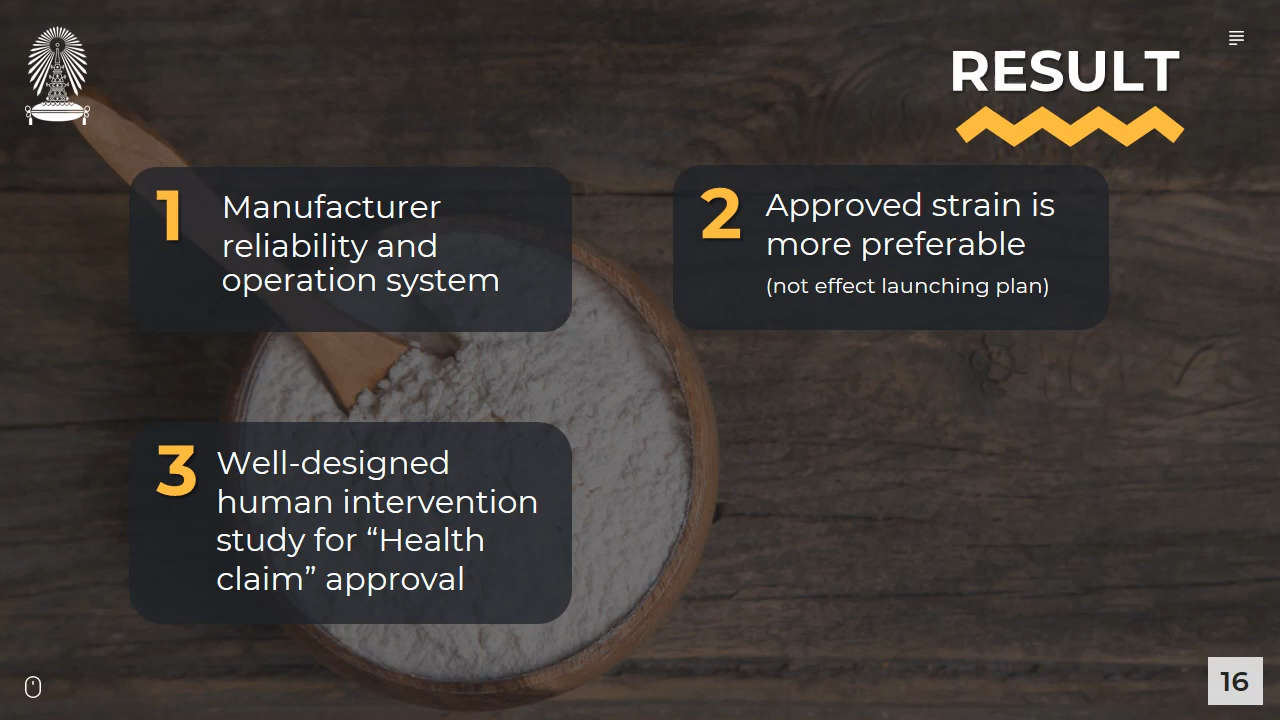 RESULT
1
Manufacturer
reliability and
operation system
2
Approved strain is
more preferable
(not effect launching plan)
3
Well-designed
human intervention
study for “Health
claim” approval
16